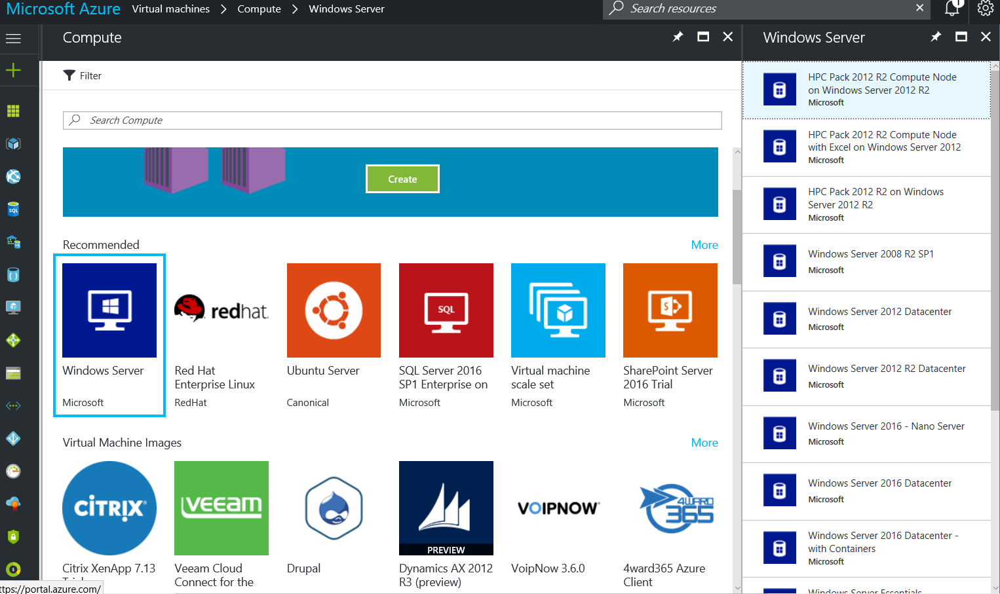 Microsoft Azure Virtual machines > Compute > Windows Server
Search resources
1
Compute
Filter
Search Compute
Create
Recommended
More
redhat.
SQL
S
Windows Server
Microsoft
Red Hat
Enterprise Linux
RedHat
Ubuntu Server
Canonical
SQL Server 2016
SP1 Enterprise on
Microsoft
Virtual machine
scale set
Microsoft
SharePoint Server
2016 Trial
Microsoft
Virtual Machine Images
More
CİTRIX®
veeam
PREVIEW
VOIPNOW®
4WARD
365
Citrix XenApp 7.13
Veeam Cloud
Connect for the
Drupal
Dynamics AX 2012
R3 (preview)
VoipNow 3.6.0
4ward365 Azure
Client
ttps://portal.azure.com/
SQL
Windows Server
HPC Pack 2012 R2 Compute Node
on Windows Server 2012 R2
Microsoft
HPC Pack 2012 R2 Compute Node
with Excel on Windows Server 2012
Microsoft
HPC Pack 2012 R2 on Windows
Server 2012 R2
Microsoft
Windows Server 2008 R2 SP1
Microsoft
Windows Server 2012 Datacenter
Microsoft
Windows Server 2012 R2 Datacenter
Microsoft
Windows Server 2016 - Nano Server
Microsoft
Windows Server 2016 Datacenter
Microsoft
Windows Server 2016 Datacenter -
with Containers
Microsoft
Windows Server Essentials